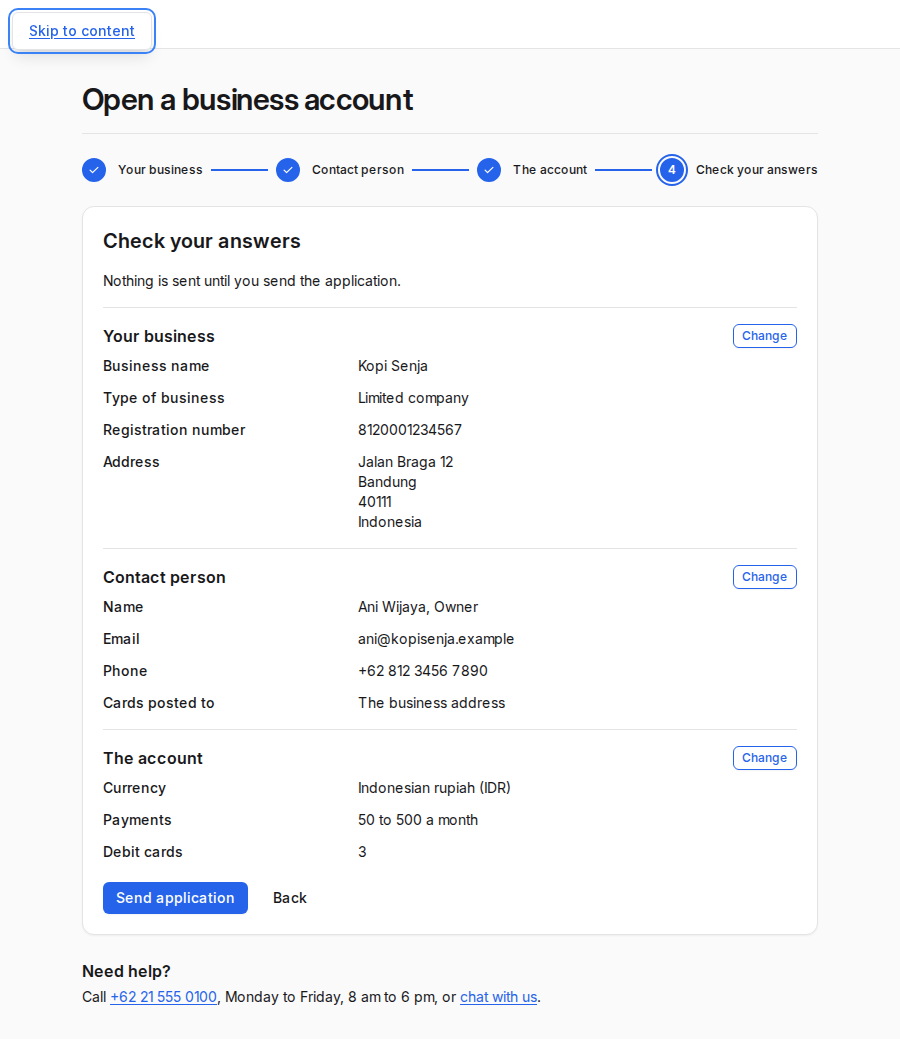 Skip to content
Open a business account
Your business
Contact person
The account
4 Check your answers
Check your answers
Nothing is sent until you send the application.
Your business Change
Business name Kopi Senja
Type of business Limited company
Registration number 8120001234567
Address Jalan Braga 12
Bandung
40111
Indonesia
Contact person Change
Name Ani Wijaya, Owner
Email ani@kopisenja.example
Phone +62 812 3456 7890
Cards posted to The business address
The account Change
Currency Indonesian rupiah (IDR)
Payments 50 to 500 a month
Debit cards 3
Send application Back
Need help?
Call +62 21 555 0100, Monday to Friday, 8 am to 6 pm, or chat with us.